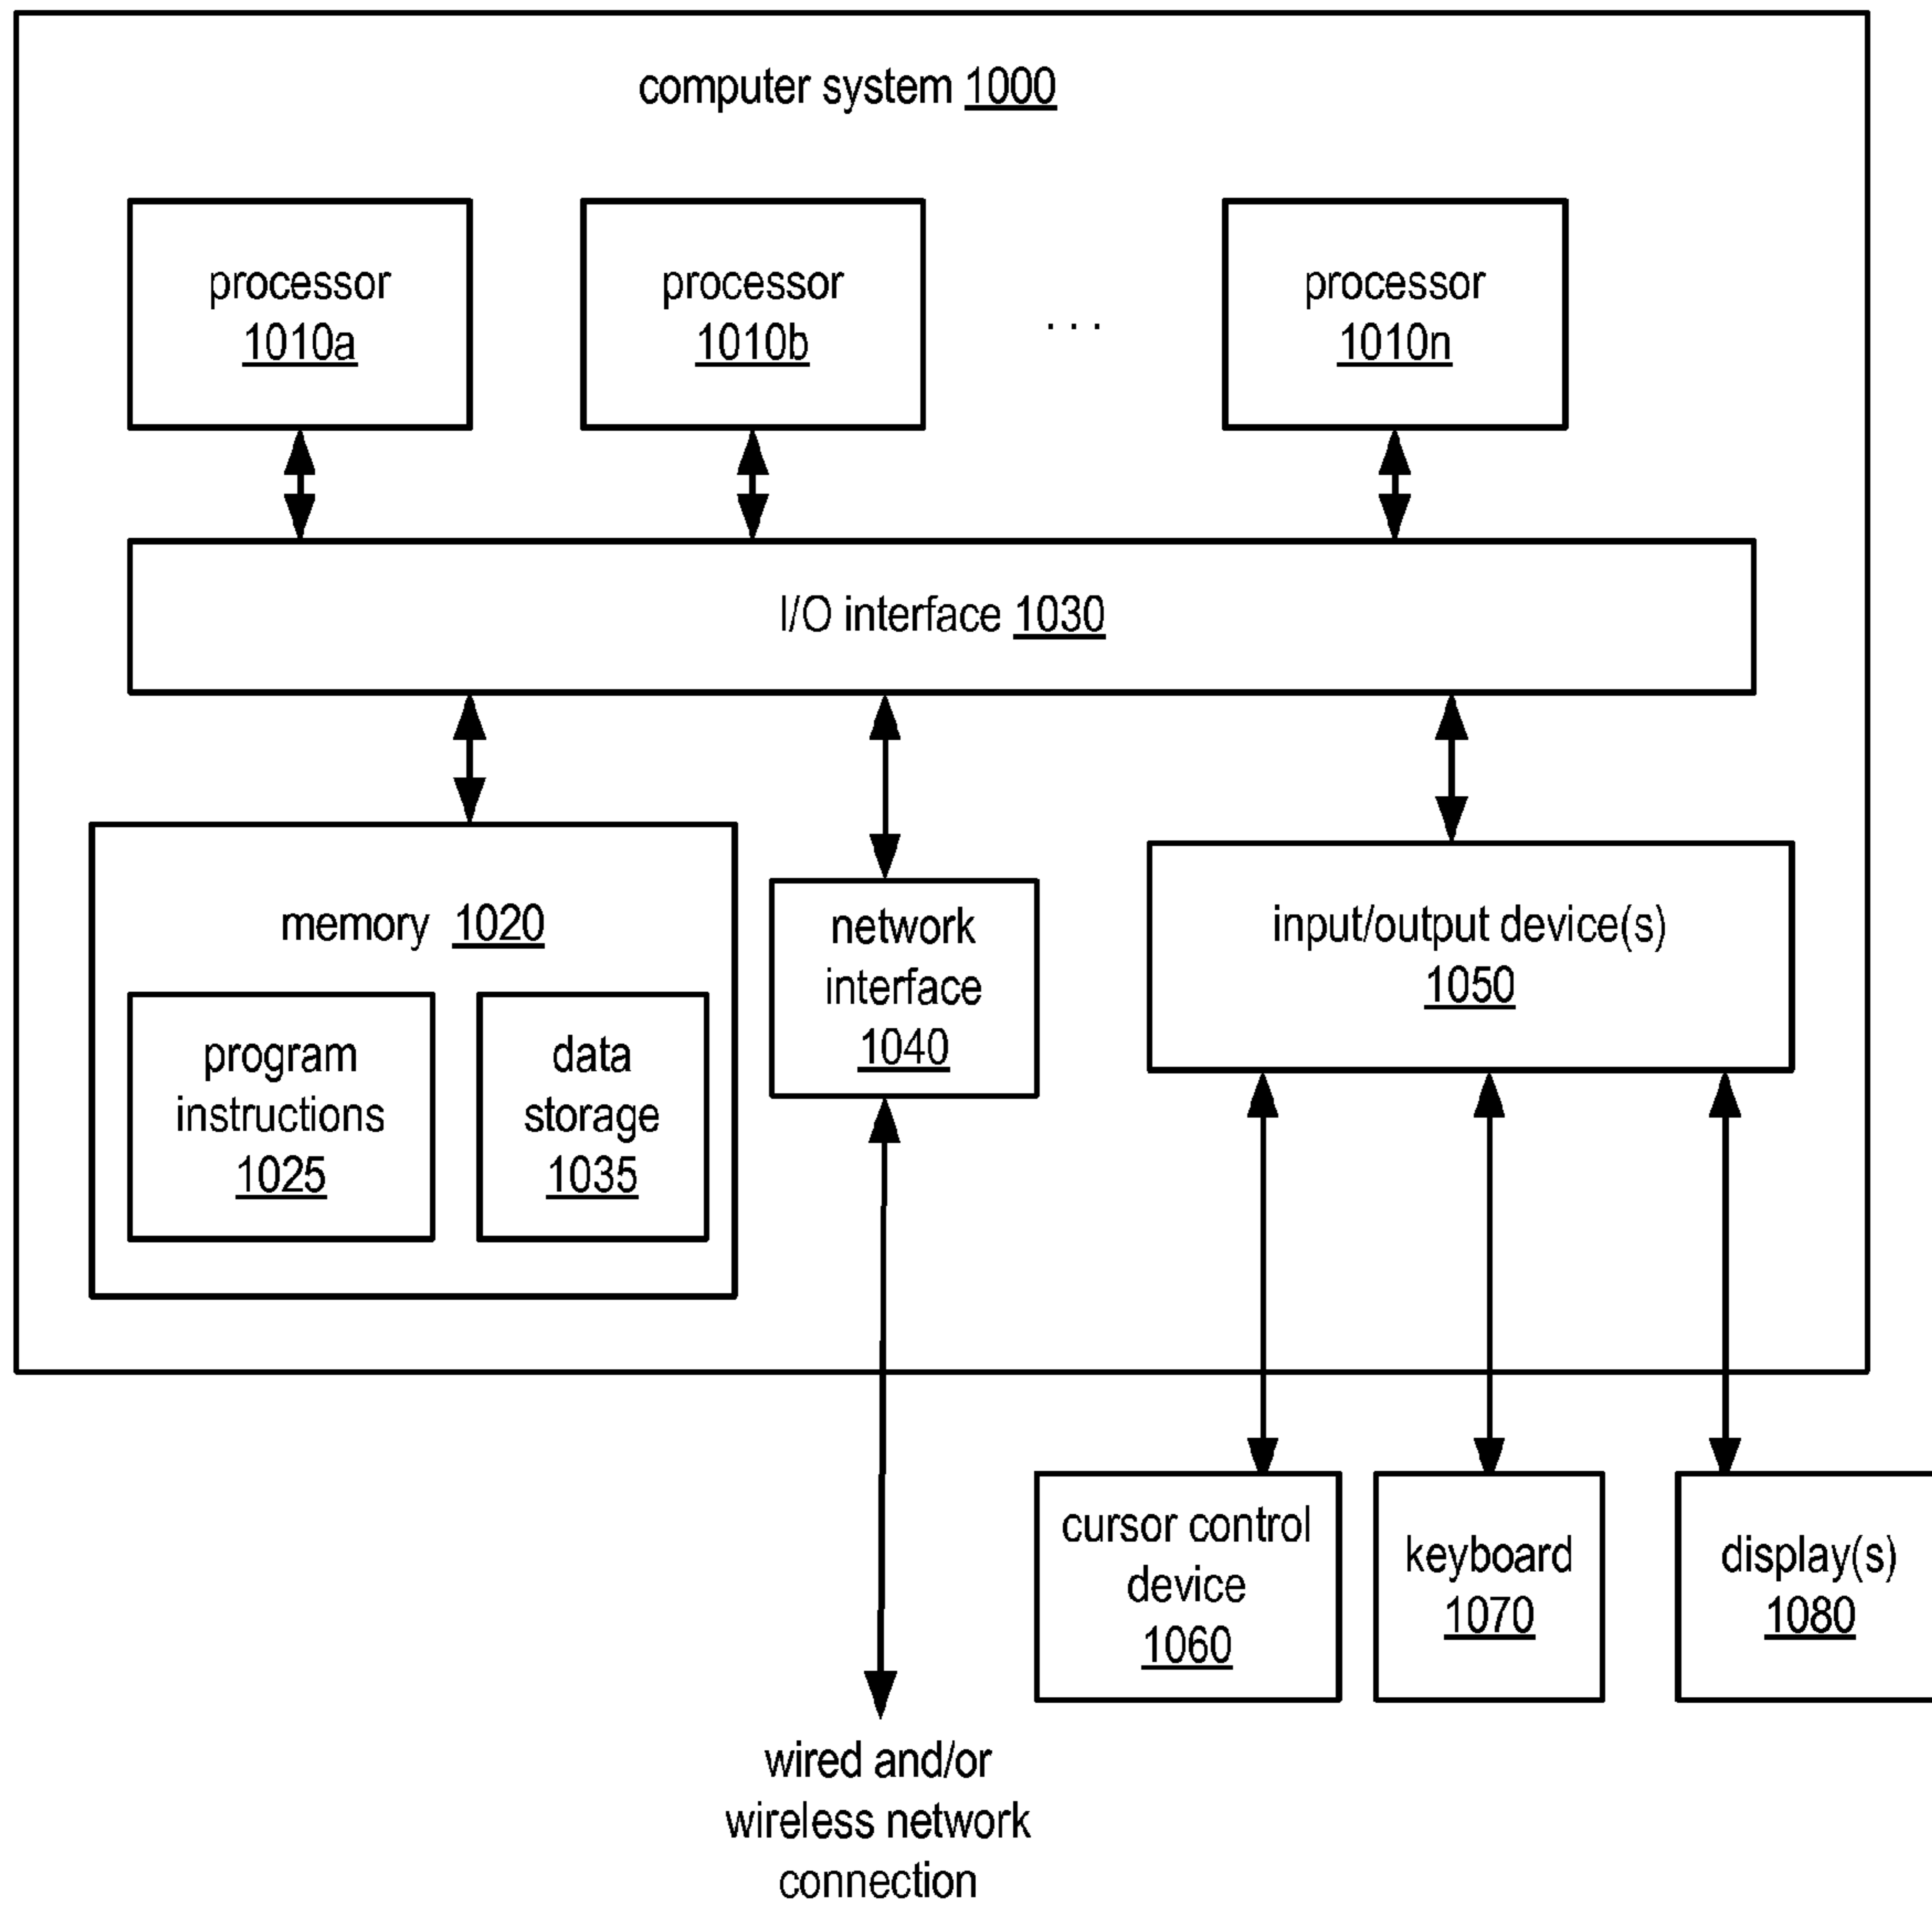 computer system 1000
processor
1010a
processor
1010b
. . .
processor
1010n
I/O interface 1030
memory 1020
program
instructions
1025
data
storage
1035
network
interface
1040
input/output device(s)
1050
cursor control
device
1060
keyboard
1070
display(s)
1080
wired and/or
wireless network
connection